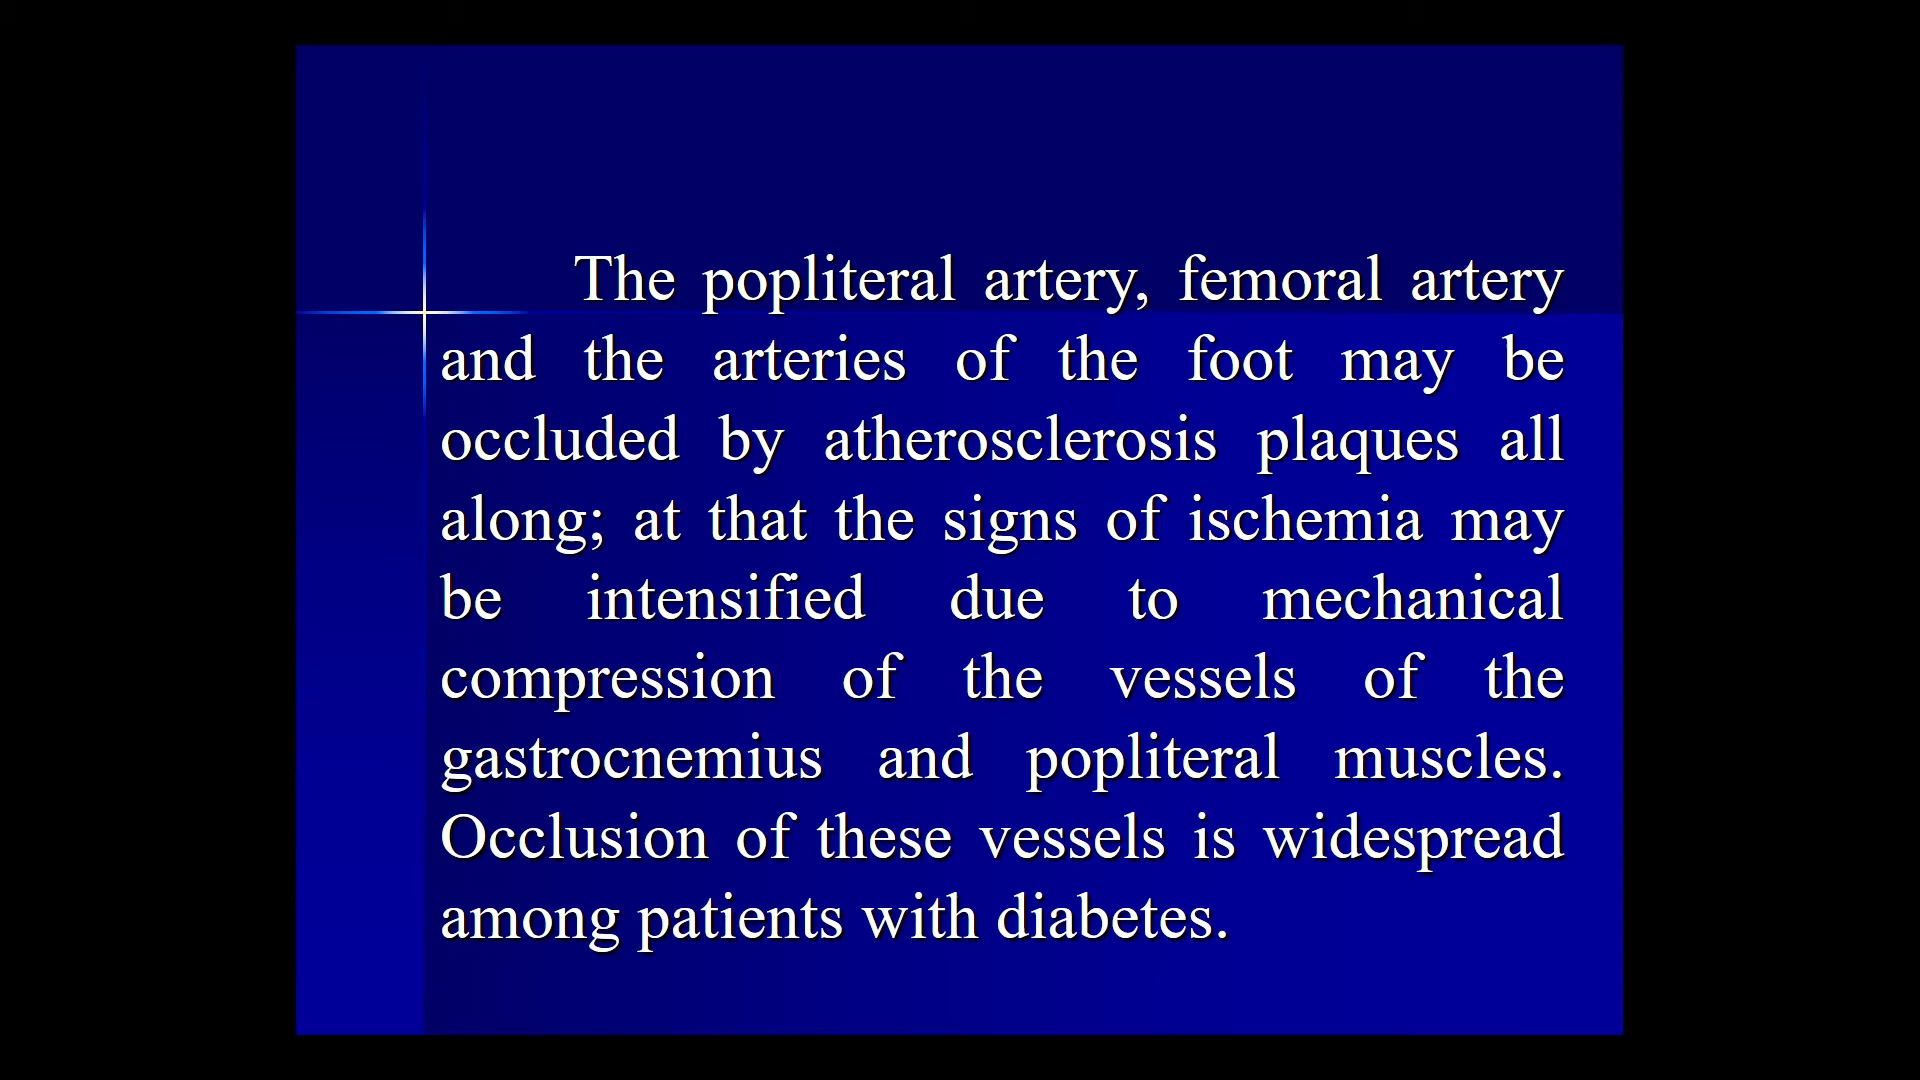 The popliteral artery, femoral artery
and the arteries of the foot may be
occluded by atherosclerosis plaques all
along; at that the signs of ischemia may
be intensified due to mechanical
compression of the vessels of the
gastrocnemius and popliteral muscles.
Occlusion of these vessels is widespread
among patients with diabetes.